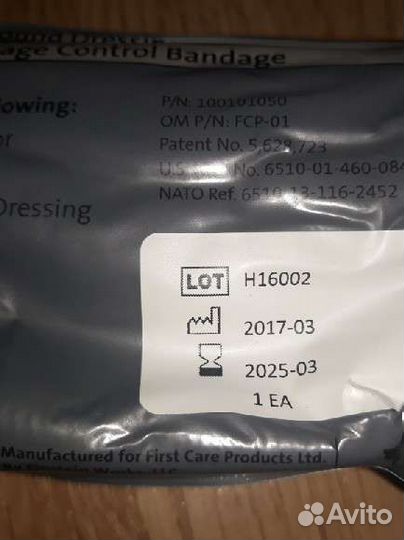 age Control Bandage
llowing:
or
Dressing
P/N: 100101050
OM P/N: FCP-01
Patent No. 5,628,723
No. 6510-01-460-084
NATO Ref. 6510-13-116-2452
LOT H16002
2017-03
2025-03
1 EA
Manufactured for First Care Products Ltd.
Avito